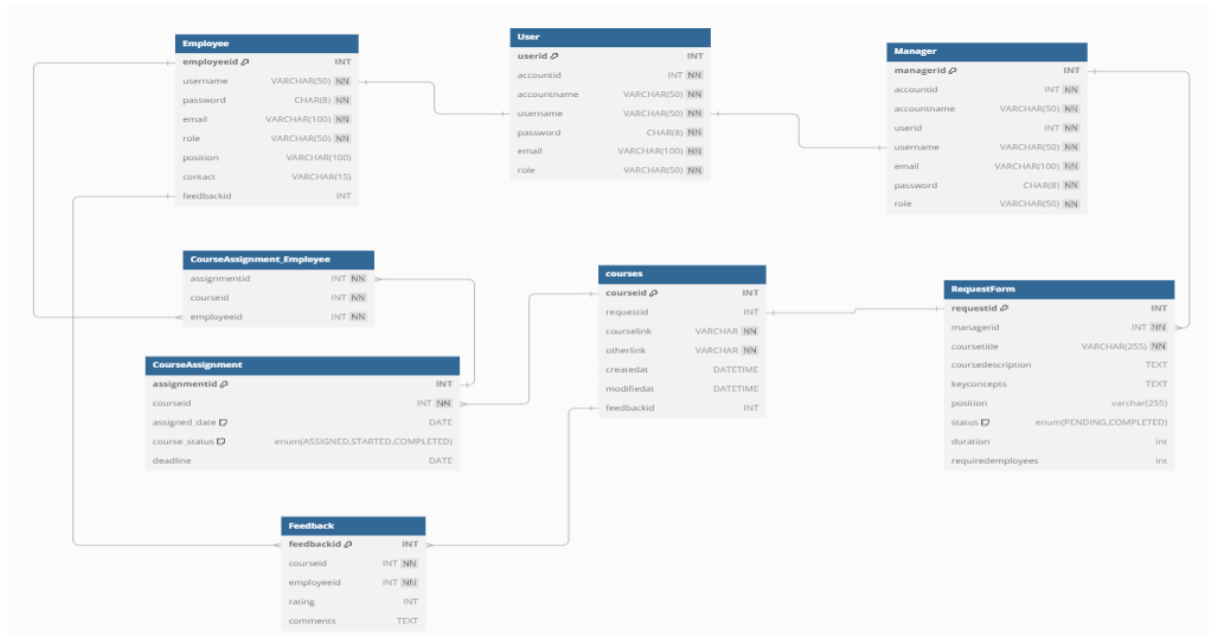 Employee
employeeid INT
username VARCHAR(50) NN
password CHAR(8) NN
email VARCHAR(100) NN
role VARCHAR(50) NN
position VARCHAR(100)
contact VARCHAR(15)
feedbackid INT
User
userid INT
accountid INT NN
accountname VARCHAR(50) NN
username VARCHAR(50) NN
password CHAR(8) NN
email VARCHAR(100) NN
role VARCHAR(50) NN
Manager
managerid INT
accountid INT NN
accountname VARCHAR(50) NN
userid INT NN
username VARCHAR(50) NN
email VARCHAR(100) NN
password CHAR(8) NN
role VARCHAR(50) NN
CourseAssignment_Employee
assignmentid INT NN
courseid INT NN
employeeid INT NN
courses
courseid INT
requestid INT
courselink VARCHAR NN
otherlink VARCHAR NN
createdat DATETIME
modifiedat DATETIME
feedbackid INT
RequestForm
requestid INT
managerid INT NN
coursetitle VARCHAR(255) NN
coursedescription TEXT
keyconcepts TEXT
position varchar(255)
status enum(PENDING,COMPLETED)
duration int
requiredemployees int
CourseAssignment
assignmentid INT
courseid INT NN
assigned_date DATE
course_status enum(ASSIGNED,STARTED,COMPLETED)
deadline DATE
Feedback
feedbackid INT
courseid INT NN
employeeid INT NN
rating INT
comments TEXT